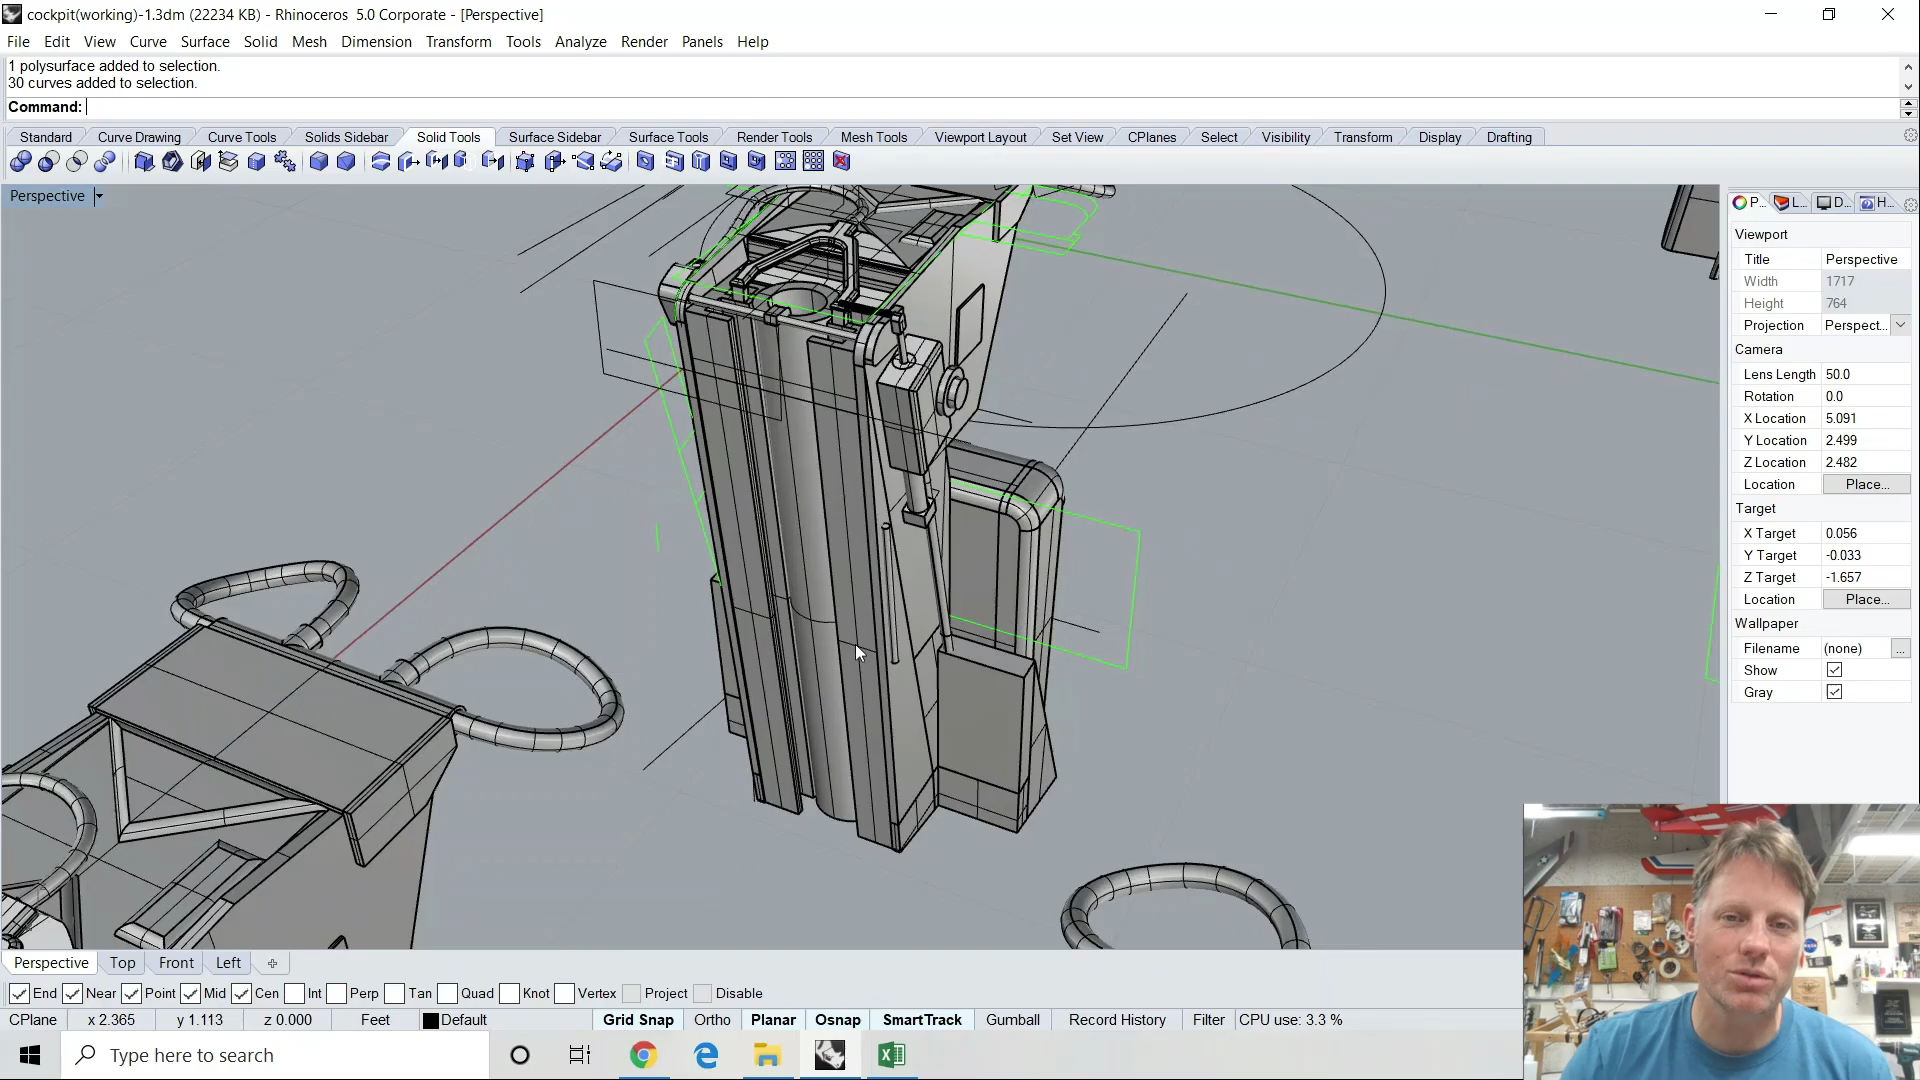 cockpit(working)-1.3dm (22234 KB) - Rhinoceros 5.0 Corporate - [Perspective]
File Edit View Curve Surface Solid Mesh Dimension Transform Tools Analyze Render Panels Help
1 polysurface added to selection.
30 curves added to selection.
Command:
Standard Curve Drawing Curve Tools Solids Sidebar Solid Tools Surface Sidebar Surface Tools Render Tools Mesh Tools Viewport Layout Set View CPlanes Select Visibility Transform Display Drafting
Perspective
P... L... D... H...
Viewport
Title Perspective
Width 1717
Height 764
Projection Perspect...
Camera
Lens Length 50.0
Rotation 0.0
X Location 5.091
Y Location 2.499
Z Location 2.482
Location Place...
Target
X Target 0.056
Y Target -0.033
Z Target -1.657
Location Place...
Wallpaper
Filename (none) ...
Show
Gray
Perspective Top Front Left
End Near Point Mid Cen Int Perp Tan Quad Knot Vertex Project Disable
CPlane x 2.365 y 1.113 z 0.000 Feet Default Grid Snap Ortho Planar Osnap SmartTrack Gumball Record History Filter CPU use: 3.3 %
Type here to search